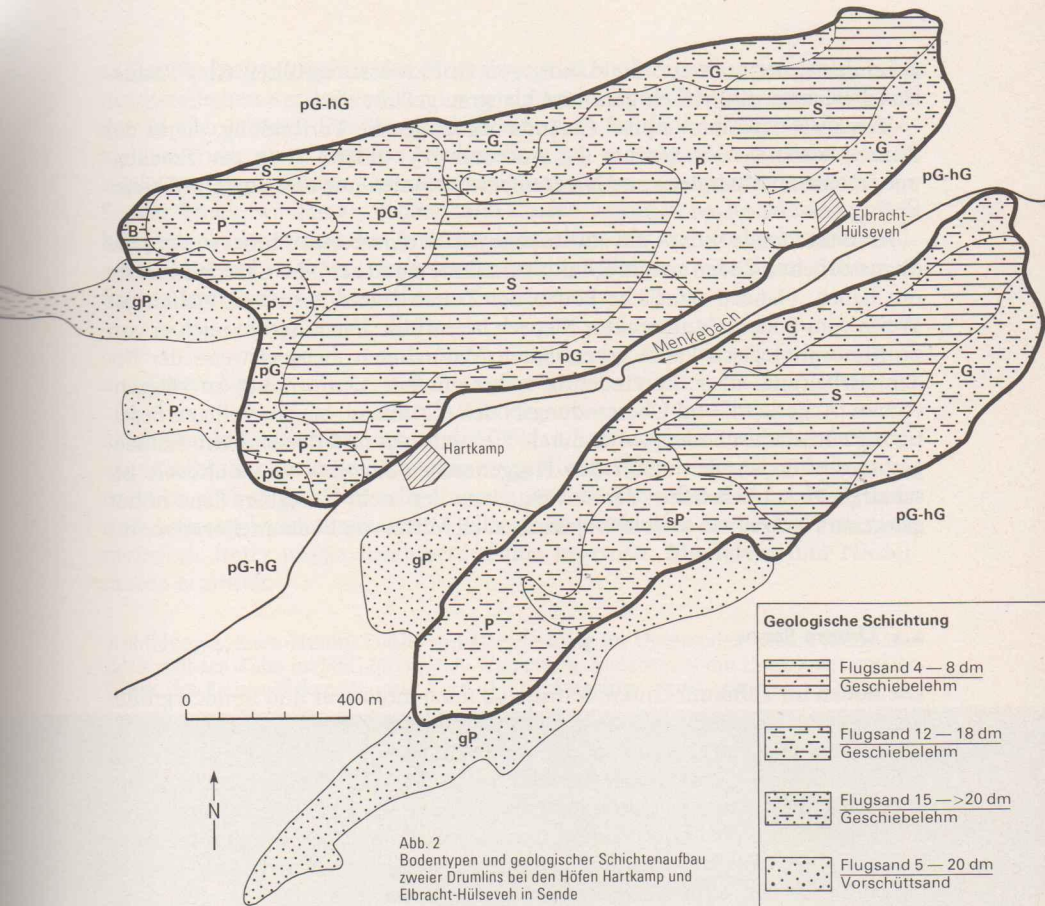 pG-hG
G
S
G
S
G
P
pG-hG
pG
B
P
Elbracht-
Hülseveh
S
gP
P
Menkebach
G
G
pG
pG
S
P
P
Hartkamp
pG
pG-hG
sP
gP
pG-hG
P
0 400 m
gP
N
Abb. 2
Bodentypen und geologischer Schichtenaufbau
zweier Drumlins bei den Höfen Hartkamp und
Elbracht-Hülseveh in Sende
Geologische Schichtung
Flugsand 4 — 8 dm
Geschiebelehm
Flugsand 12 — 18 dm
Geschiebelehm
Flugsand 15 — >20 dm
Geschiebelehm
Flugsand 5 — 20 dm
Vorschüttsand